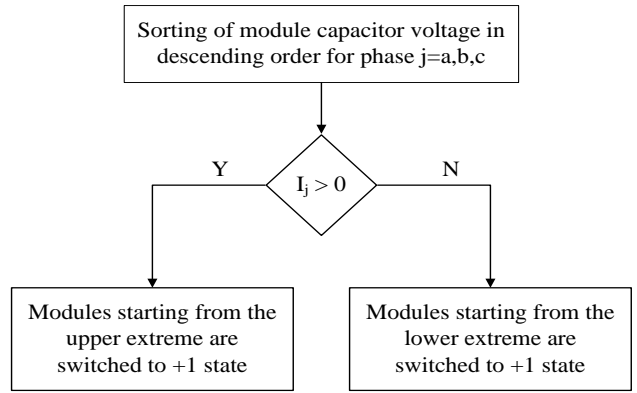 Sorting of module capacitor voltage in
descending order for phase j=a,b,c
Y
I_j > 0
N
Modules starting from the
upper extreme are
switched to +1 state
Modules starting from the
lower extreme are
switched to +1 state